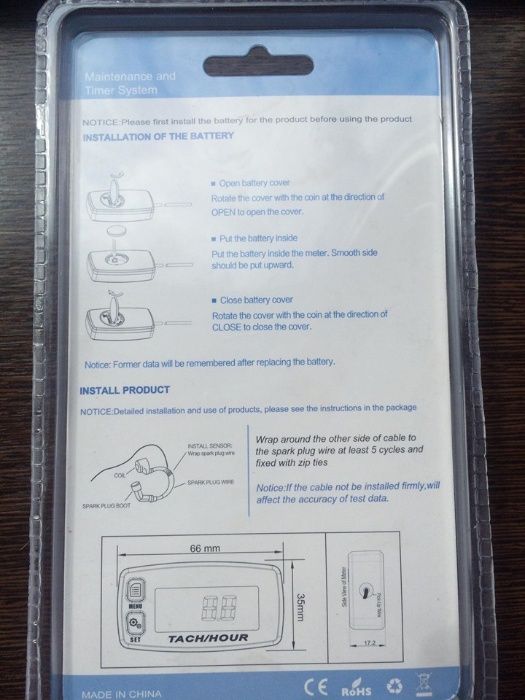 Maintenance and
Timer System
NOTICE:Please first install the battery for the product before using the product
INSTALLATION OF THE BATTERY
Open battery cover
Rotate the cover with the coin at the direction of
OPEN to open the cover.
Put the battery inside
Put the battery inside the meter. Smooth side
should be put upward.
Close battery cover
Rotate the cover with the coin at the direction of
CLOSE to close the cover.
Notice: Former data will be remembered after replacing the battery.
INSTALL PRODUCT
NOTICE:Detailed installation and use of products, please see the instructions in the package
INSTALL SENSOR:
Wrap spark plug wire
COIL
SPARK PLUG WIRE
SPARK PLUG BOOT
Wrap around the other side of cable to
the spark plug wire at least 5 cycles and
fixed with zip ties
Notice:If the cable not be installed firmly,will
affect the accuracy of test data.
66 mm
35mm
MENU
SET
88
TACH/HOUR
Side View of Meter
17.2
MADE IN CHINA
CE RoHS